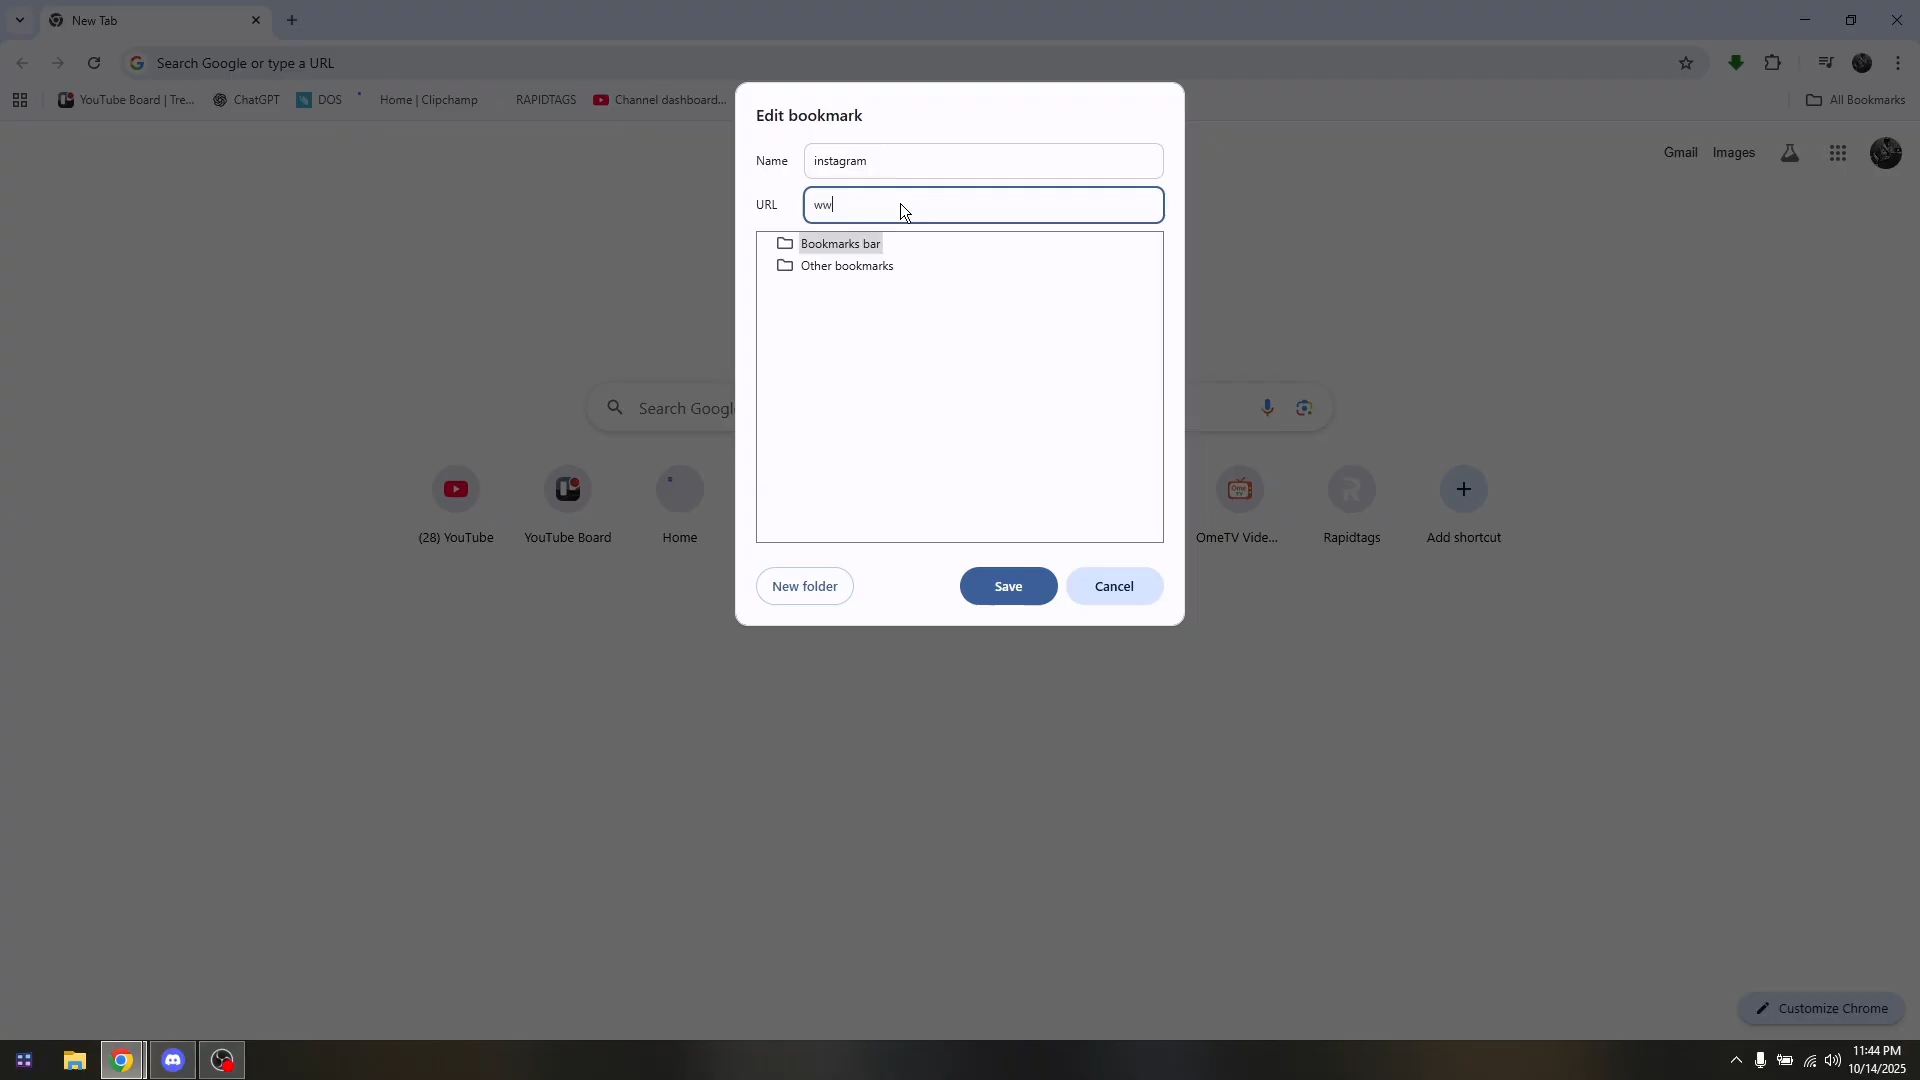 New Tab
Search Google or type a URL
YouTube Board | Tre...
ChatGPT
DOS
Home | Clipchamp
RAPIDTAGS
Channel dashboard...
All Bookmarks
Gmail
Images
Edit bookmark
Name
instagram
URL
ww
Bookmarks bar
Other bookmarks
Search Googl
(28) YouTube
YouTube Board
Home
OmeTV Vide...
Rapidtags
Add shortcut
New folder
Save
Cancel
Customize Chrome
11:44 PM
10/14/2025